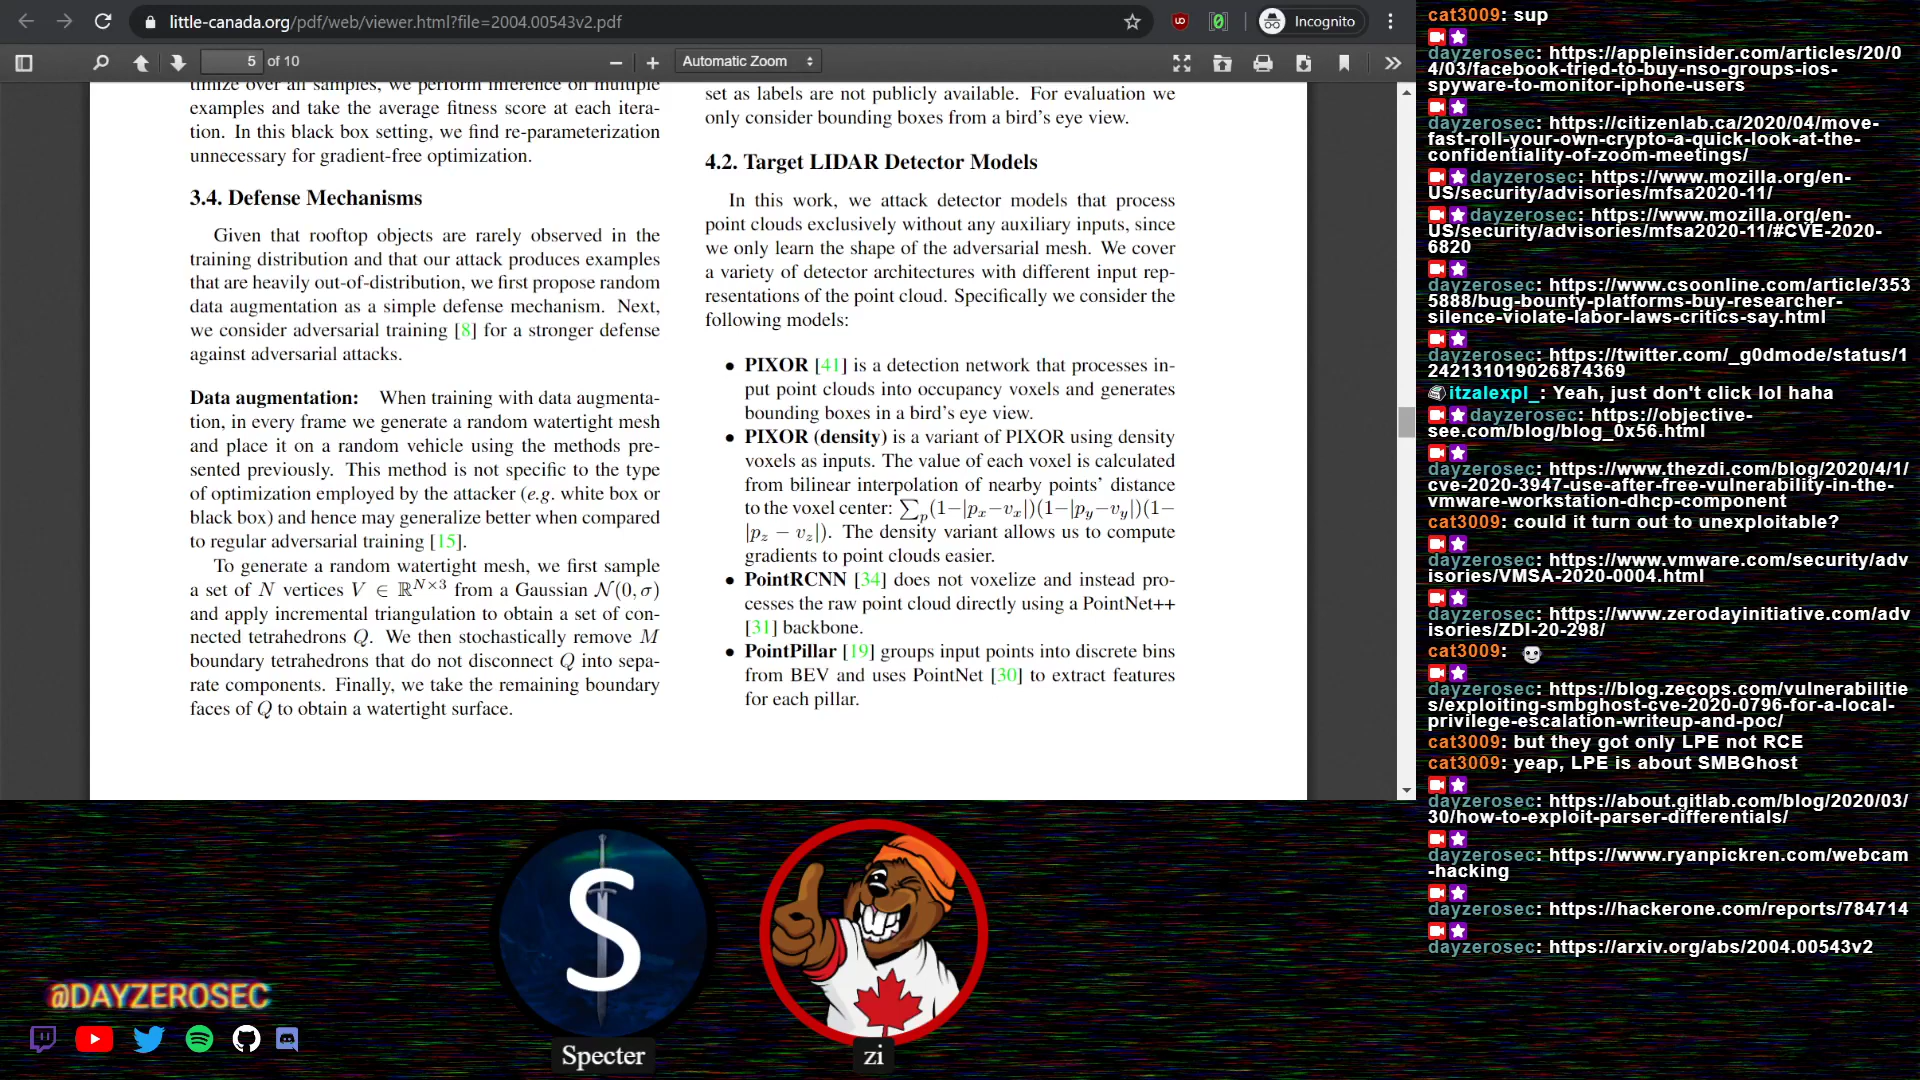 little-canada.org/pdf/web/viewer.html?file=2004.00543v2.pdf
Incognito
5 of 10
Automatic Zoom
timize over all samples, we perform inference on multiple
examples and take the average fitness score at each itera-
tion. In this black box setting, we find re-parameterization
unnecessary for gradient-free optimization.
3.4. Defense Mechanisms
Given that rooftop objects are rarely observed in the
training distribution and that our attack produces examples
that are heavily out-of-distribution, we first propose random
data augmentation as a simple defense mechanism. Next,
we consider adversarial training [8] for a stronger defense
against adversarial attacks.
Data augmentation: When training with data augmenta-
tion, in every frame we generate a random watertight mesh
and place it on a random vehicle using the methods pre-
sented previously. This method is not specific to the type
of optimization employed by the attacker (e.g. white box or
black box) and hence may generalize better when compared
to regular adversarial training [15].
To generate a random watertight mesh, we first sample
a set of N vertices V ∈ ℝ^{N×3} from a Gaussian 𝒩(0, σ)
and apply incremental triangulation to obtain a set of con-
nected tetrahedrons Q. We then stochastically remove M
boundary tetrahedrons that do not disconnect Q into sepa-
rate components. Finally, we take the remaining boundary
faces of Q to obtain a watertight surface.
set as labels are not publicly available. For evaluation we
only consider bounding boxes from a bird's eye view.
4.2. Target LIDAR Detector Models
In this work, we attack detector models that process
point clouds exclusively without any auxiliary inputs, since
we only learn the shape of the adversarial mesh. We cover
a variety of detector architectures with different input rep-
resentations of the point cloud. Specifically we consider the
following models:
• PIXOR [41] is a detection network that processes in-
put point clouds into occupancy voxels and generates
bounding boxes in a bird's eye view.
• PIXOR (density) is a variant of PIXOR using density
voxels as inputs. The value of each voxel is calculated
from bilinear interpolation of nearby points' distance
to the voxel center: ∑_p(1−|p_x−v_x|)(1−|p_y−v_y|)(1−
|p_z − v_z|). The density variant allows us to compute
gradients to point clouds easier.
• PointRCNN [34] does not voxelize and instead pro-
cesses the raw point cloud directly using a PointNet++
[31] backbone.
• PointPillar [19] groups input points into discrete bins
from BEV and uses PointNet [30] to extract features
for each pillar.
cat3009: sup
dayzerosec: https://appleinsider.com/articles/20/0
4/03/facebook-tried-to-buy-nso-groups-ios-
spyware-to-monitor-iphone-users
dayzerosec: https://citizenlab.ca/2020/04/move-
fast-roll-your-own-crypto-a-quick-look-at-the-
confidentiality-of-zoom-meetings/
dayzerosec: https://www.mozilla.org/en-
US/security/advisories/mfsa2020-11/
dayzerosec: https://www.mozilla.org/en-
US/security/advisories/mfsa2020-11/#CVE-2020-
6820
dayzerosec: https://www.csoonline.com/article/353
5888/bug-bounty-platforms-buy-researcher-
silence-violate-labor-laws-critics-say.html
dayzerosec: https://twitter.com/_g0dmode/status/1
242131019026874369
itzalexpl_: Yeah, just don't click lol haha
dayzerosec: https://objective-
see.com/blog/blog_0x56.html
dayzerosec: https://www.thezdi.com/blog/2020/4/1/
cve-2020-3947-use-after-free-vulnerability-in-the-
vmware-workstation-dhcp-component
cat3009: could it turn out to unexploitable?
dayzerosec: https://www.vmware.com/security/adv
isories/VMSA-2020-0004.html
dayzerosec: https://www.zerodayinitiative.com/adv
isories/ZDI-20-298/
cat3009:
dayzerosec: https://blog.zecops.com/vulnerabilitie
s/exploiting-smbghost-cve-2020-0796-for-a-local-
privilege-escalation-writeup-and-poc/
cat3009: but they got only LPE not RCE
cat3009: yeap, LPE is about SMBGhost
dayzerosec: https://about.gitlab.com/blog/2020/03/
30/how-to-exploit-parser-differentials/
dayzerosec: https://www.ryanpickren.com/webcam
-hacking
dayzerosec: https://hackerone.com/reports/784714
dayzerosec: https://arxiv.org/abs/2004.00543v2
@DAYZEROSEC
S
Specter
zi